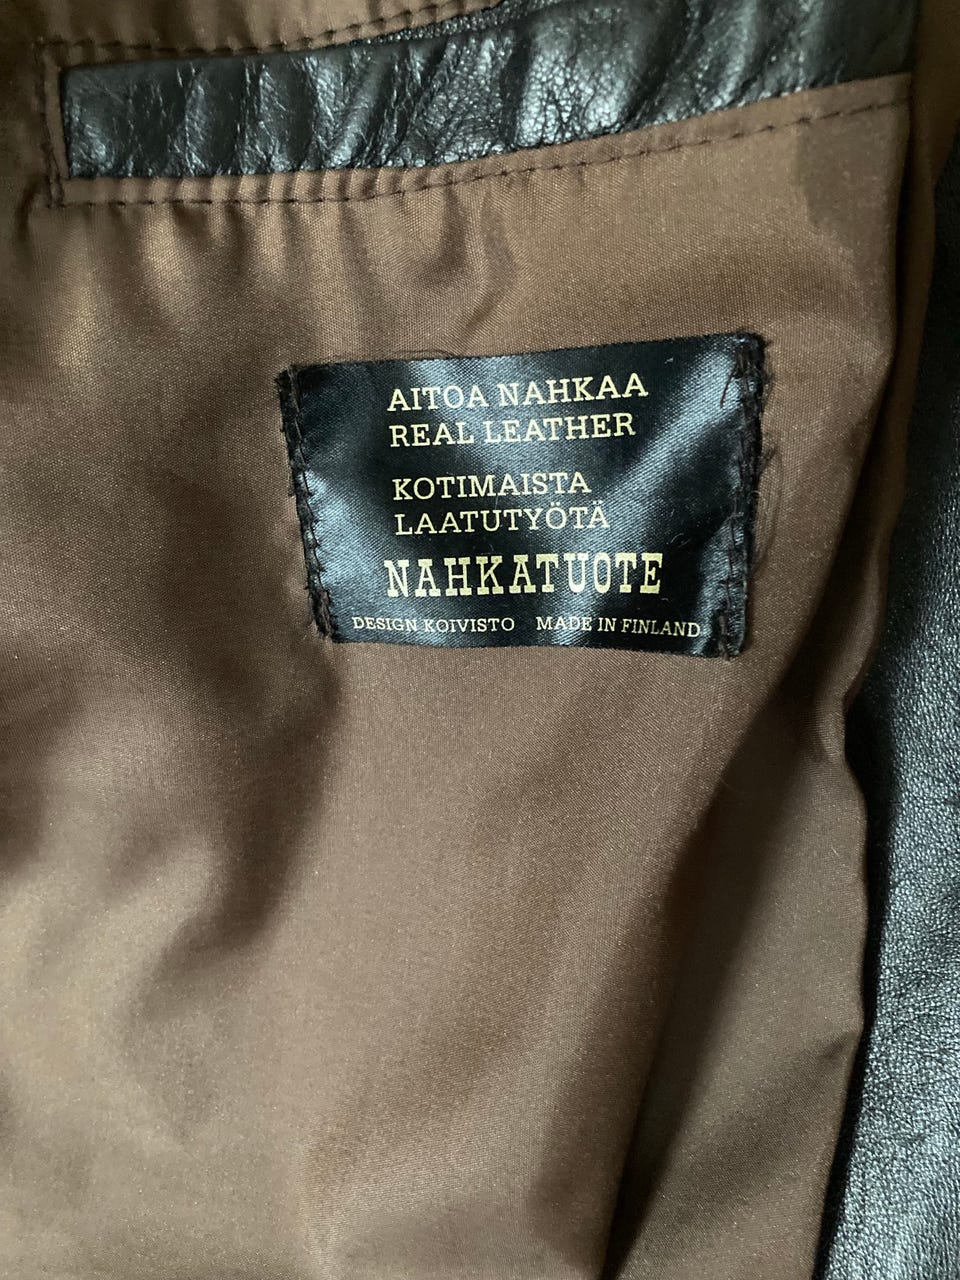 AITOA NAHKAA
REAL LEATHER
KOTIMAISTA
LAATUTYÖTÄ
NAHKATUOTE
DESIGN KOIVISTO MADE IN FINLAND